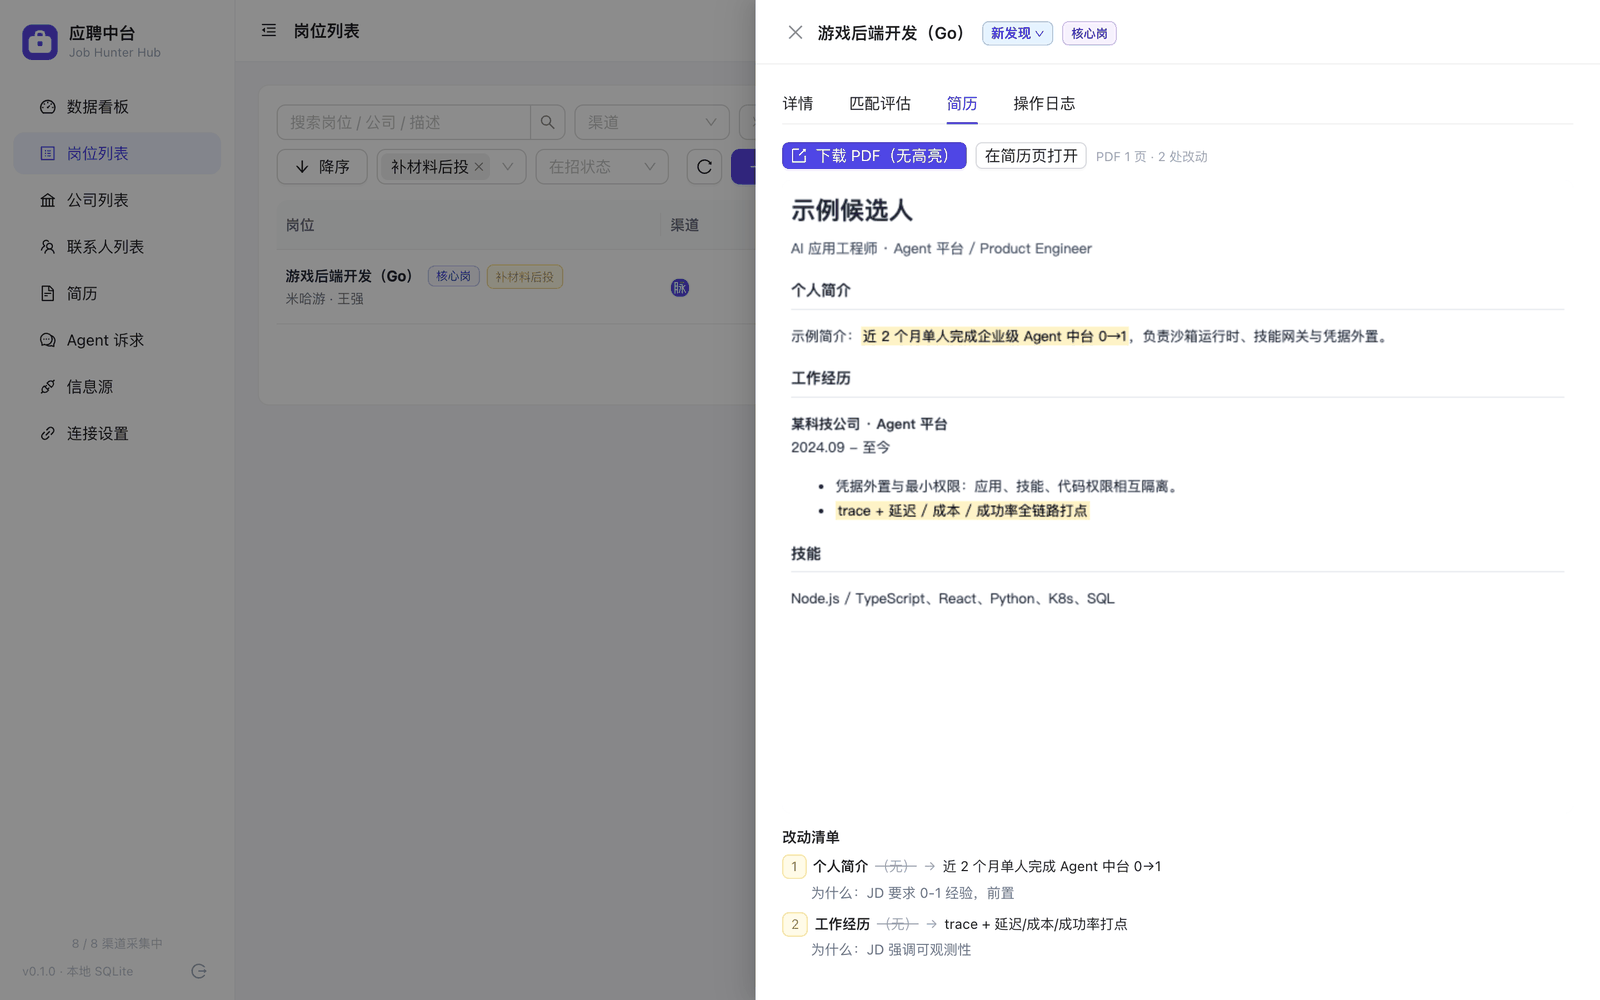 应聘中台
Job Hunter Hub
数据看板
岗位列表
公司列表
联系人列表
简历
Agent 诉求
信息源
连接设置
8 / 8 渠道采集中
v0.1.0 · 本地 SQLite
岗位列表
搜索岗位 / 公司 / 描述
渠道
降序
补材料后投
在招状态
岗位
渠道
游戏后端开发（Go）
核心岗
补材料后投
米哈游 · 王强
脉
游戏后端开发（Go）
新发现
核心岗
详情
匹配评估
简历
操作日志
下载 PDF（无高亮）
在简历页打开
PDF 1 页 · 2 处改动
示例候选人
AI 应用工程师 · Agent 平台 / Product Engineer
个人简介
示例简介：近 2 个月单人完成企业级 Agent 中台 0→1，负责沙箱运行时、技能网关与凭据外置。
工作经历
某科技公司 · Agent 平台
2024.09 – 至今
• 凭据外置与最小权限：应用、技能、代码权限相互隔离。
• trace + 延迟 / 成本 / 成功率全链路打点
技能
Node.js / TypeScript、React、Python、K8s、SQL
改动清单
1 个人简介 （无） → 近 2 个月单人完成 Agent 中台 0→1
为什么：JD 要求 0-1 经验，前置
2 工作经历 （无） → trace + 延迟/成本/成功率打点
为什么：JD 强调可观测性